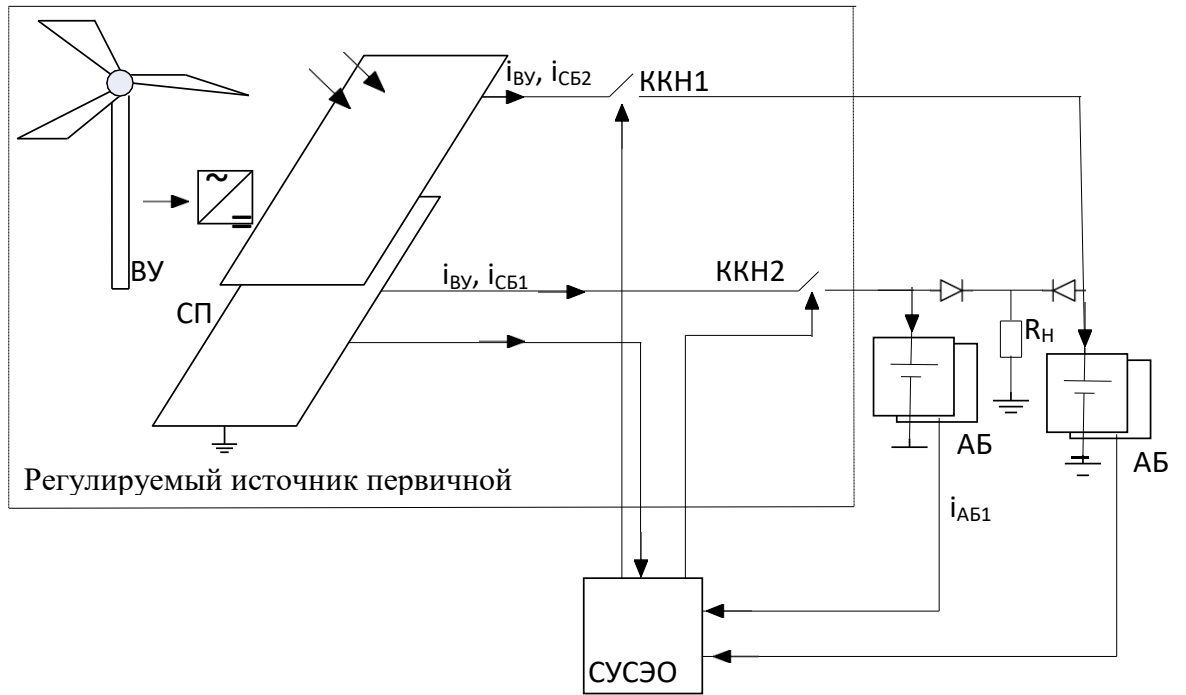 iВУ, iСБ2
ККН1
ВУ
iВУ, iСБ1
ККН2
СП
RН
АБ
АБ
Регулируемый источник первичной
iАБ1
СУСЭО